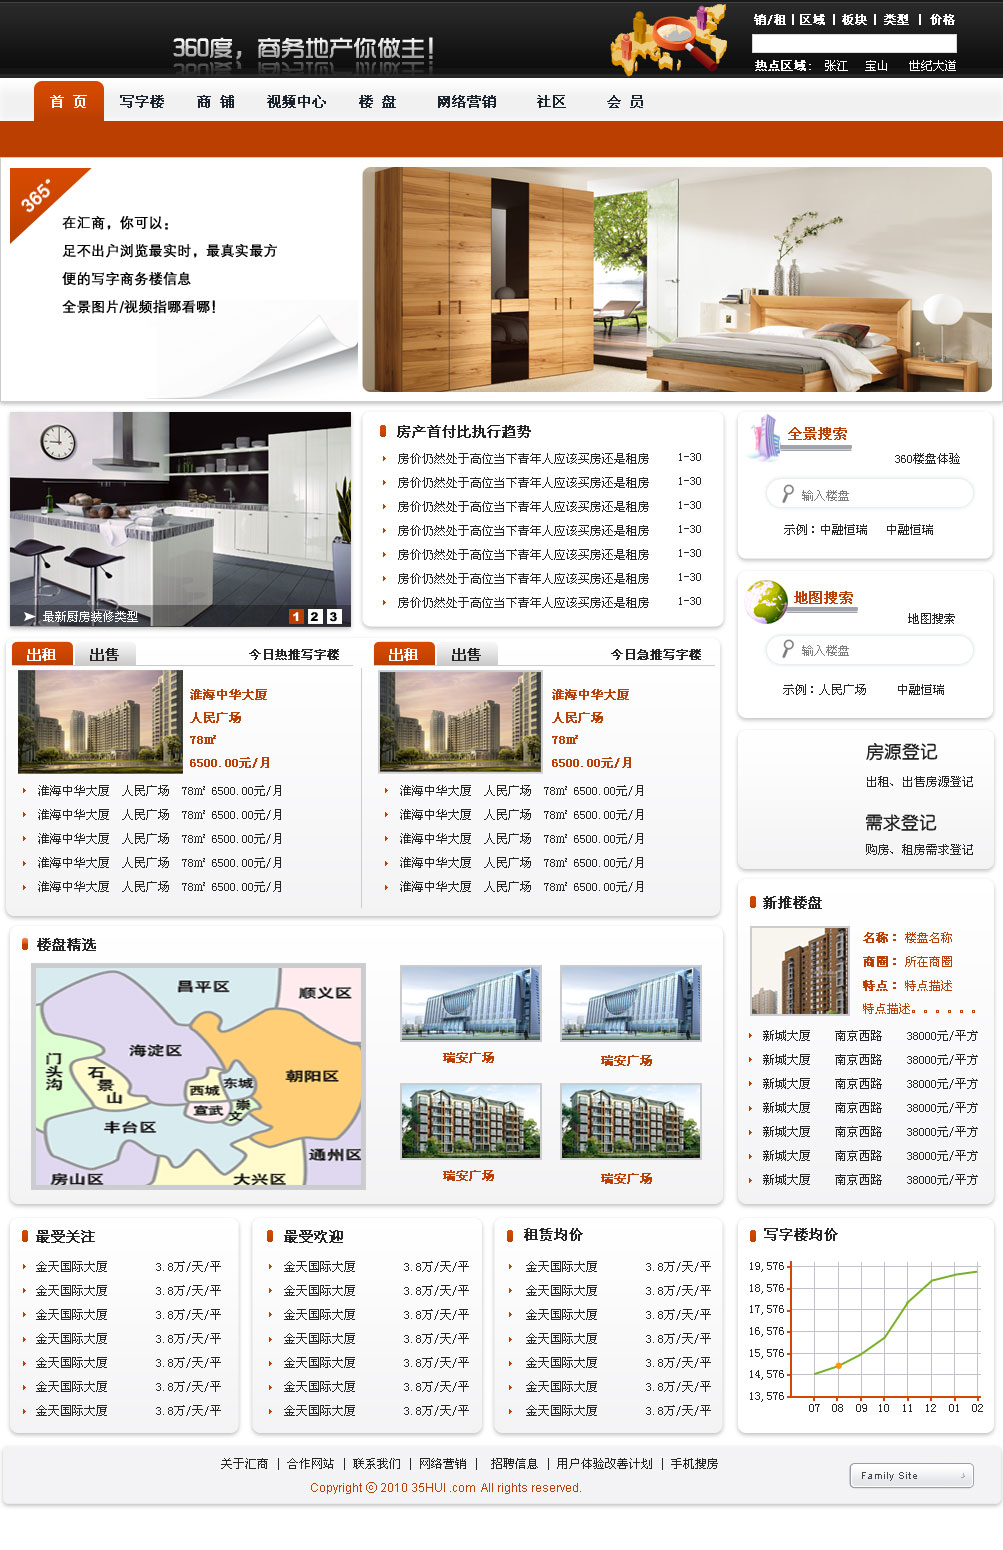 360度，商务地产你做主！
销/租 | 区域 | 板块 | 类型 | 价格
热点区域： 张江 宝山 世纪大道
首 页 写字楼 商 铺 视频中心 楼 盘 网络营销 社区 会 员
365°
在汇商，你可以：
足不出户浏览最实时，最真实最方
便的写字商务楼信息
全景图片/视频指哪看哪！
最新厨房装修类型 1 2 3
房产首付比执行趋势
房价仍然处于高位当下青年人应该买房还是租房 1-30
房价仍然处于高位当下青年人应该买房还是租房 1-30
房价仍然处于高位当下青年人应该买房还是租房 1-30
房价仍然处于高位当下青年人应该买房还是租房 1-30
房价仍然处于高位当下青年人应该买房还是租房 1-30
房价仍然处于高位当下青年人应该买房还是租房 1-30
房价仍然处于高位当下青年人应该买房还是租房 1-30
全景搜索
360楼盘体验
输入楼盘
示例：中融恒瑞 中融恒瑞
地图搜索
地图搜索
输入楼盘
示例：人民广场 中融恒瑞
出租 出售 今日热推写字楼
淮海中华大厦
人民广场
78㎡
6500.00元/月
淮海中华大厦 人民广场 78㎡ 6500.00元/月
淮海中华大厦 人民广场 78㎡ 6500.00元/月
淮海中华大厦 人民广场 78㎡ 6500.00元/月
淮海中华大厦 人民广场 78㎡ 6500.00元/月
淮海中华大厦 人民广场 78㎡ 6500.00元/月
出租 出售 今日急推写字楼
淮海中华大厦
人民广场
78㎡
6500.00元/月
淮海中华大厦 人民广场 78㎡ 6500.00元/月
淮海中华大厦 人民广场 78㎡ 6500.00元/月
淮海中华大厦 人民广场 78㎡ 6500.00元/月
淮海中华大厦 人民广场 78㎡ 6500.00元/月
淮海中华大厦 人民广场 78㎡ 6500.00元/月
房源登记
出租、出售房源登记
需求登记
购房、租房需求登记
新推楼盘
名称： 楼盘名称
商圈： 所在商圈
特点： 特点描述
特点描述。。。。。。
新城大厦 南京西路 38000元/平方
新城大厦 南京西路 38000元/平方
新城大厦 南京西路 38000元/平方
新城大厦 南京西路 38000元/平方
新城大厦 南京西路 38000元/平方
新城大厦 南京西路 38000元/平方
新城大厦 南京西路 38000元/平方
楼盘精选
昌平区
顺义区
海淀区
门头沟
石景山
朝阳区
西城
东城
宣武
崇文
丰台区
通州区
房山区
大兴区
瑞安广场 瑞安广场
瑞安广场 瑞安广场
最受关注
金天国际大厦 3.8万/天/平
金天国际大厦 3.8万/天/平
金天国际大厦 3.8万/天/平
金天国际大厦 3.8万/天/平
金天国际大厦 3.8万/天/平
金天国际大厦 3.8万/天/平
金天国际大厦 3.8万/天/平
最受欢迎
金天国际大厦 3.8万/天/平
金天国际大厦 3.8万/天/平
金天国际大厦 3.8万/天/平
金天国际大厦 3.8万/天/平
金天国际大厦 3.8万/天/平
金天国际大厦 3.8万/天/平
金天国际大厦 3.8万/天/平
租赁均价
金天国际大厦 3.8万/天/平
金天国际大厦 3.8万/天/平
金天国际大厦 3.8万/天/平
金天国际大厦 3.8万/天/平
金天国际大厦 3.8万/天/平
金天国际大厦 3.8万/天/平
金天国际大厦 3.8万/天/平
写字楼均价
19,576
18,576
17,576
16,576
15,576
14,576
13,576
07 08 09 10 11 12 01 02
关于汇商 | 合作网站 | 联系我们 | 网络营销 | 招聘信息 | 用户体验改善计划 | 手机搜房
Copyright ⓒ 2010 35HUI .com All rights reserved.
Family Site